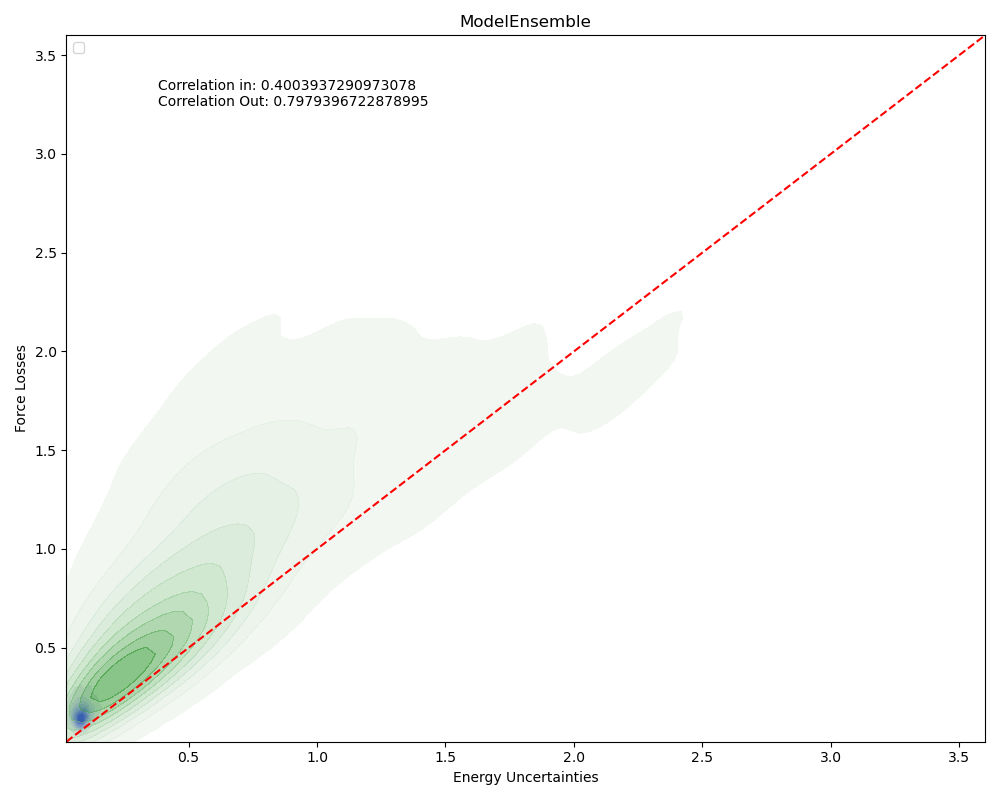 ModelEnsemble
Correlation in: 0.4003937290973078
Correlation Out: 0.7979396722878995
3.5
3.0
2.5
2.0
1.5
1.0
0.5
Force Losses
0.5 1.0 1.5 2.0 2.5 3.0 3.5
Energy Uncertainties